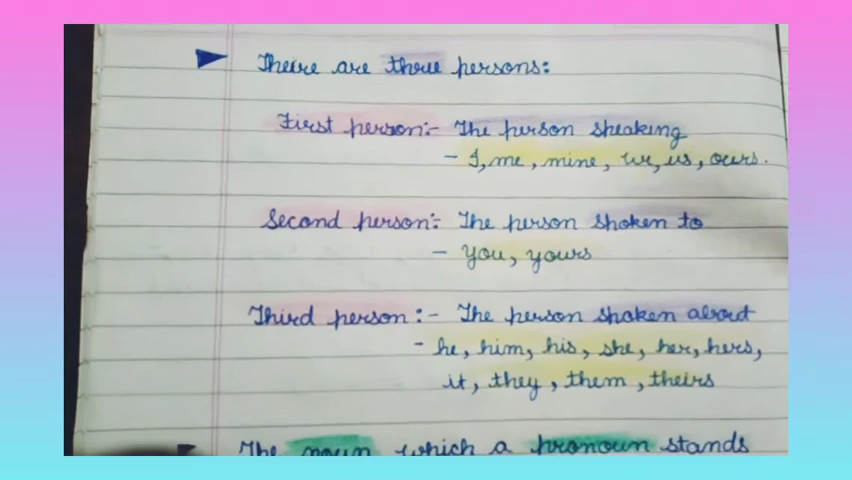 There are three persons:
First person:- The person speaking
- I, me, mine, we, us, ours.
Second person:- The person spoken to
- you, yours
Third person:- The person spoken about
- he, him, his, she, her, hers,
it, they, them, theirs
The noun which a pronoun stands